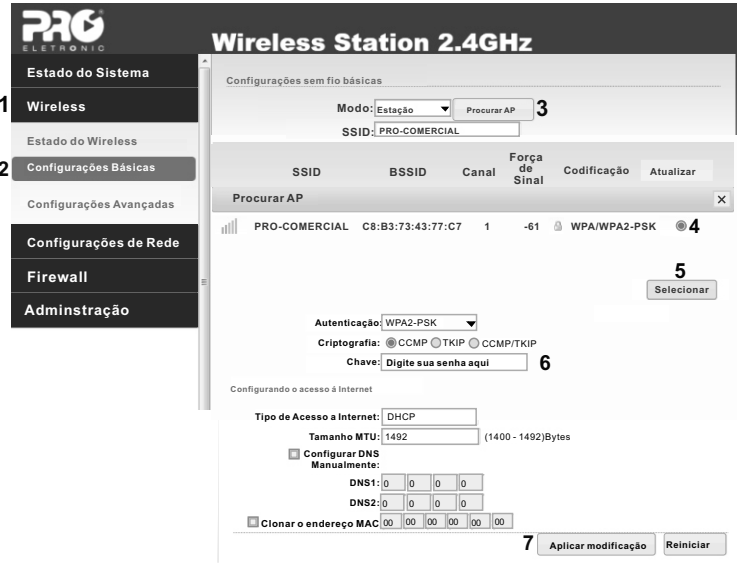 PRO
ELETRONIC
Wireless Station 2.4GHz
Estado do Sistema
1 Wireless
Estado do Wireless
2 Configurações Básicas
Configurações Avançadas
Configurações de Rede
Firewall
Adminstração
Configurações sem fio básicas
Modo: Estação Procurar AP 3
SSID: PRO-COMERCIAL
SSID BSSID Canal Força de Sinal Codificação Atualizar
Procurar AP
PRO-COMERCIAL C8:B3:73:43:77:C7 1 -61 WPA/WPA2-PSK 4
5
Selecionar
Autenticação: WPA2-PSK
Criptografia: CCMP TKIP CCMP/TKIP
Chave: Digite sua senha aqui 6
Configurando o acesso á Internet
Tipo de Acesso a Internet: DHCP
Tamanho MTU: 1492 (1400 - 1492)Bytes
Configurar DNS
Manualmente:
DNS1: 0 0 0 0
DNS2: 0 0 0 0
Clonar o endereço MAC 00 00 00 00 00 00
7 Aplicar modificação Reiniciar